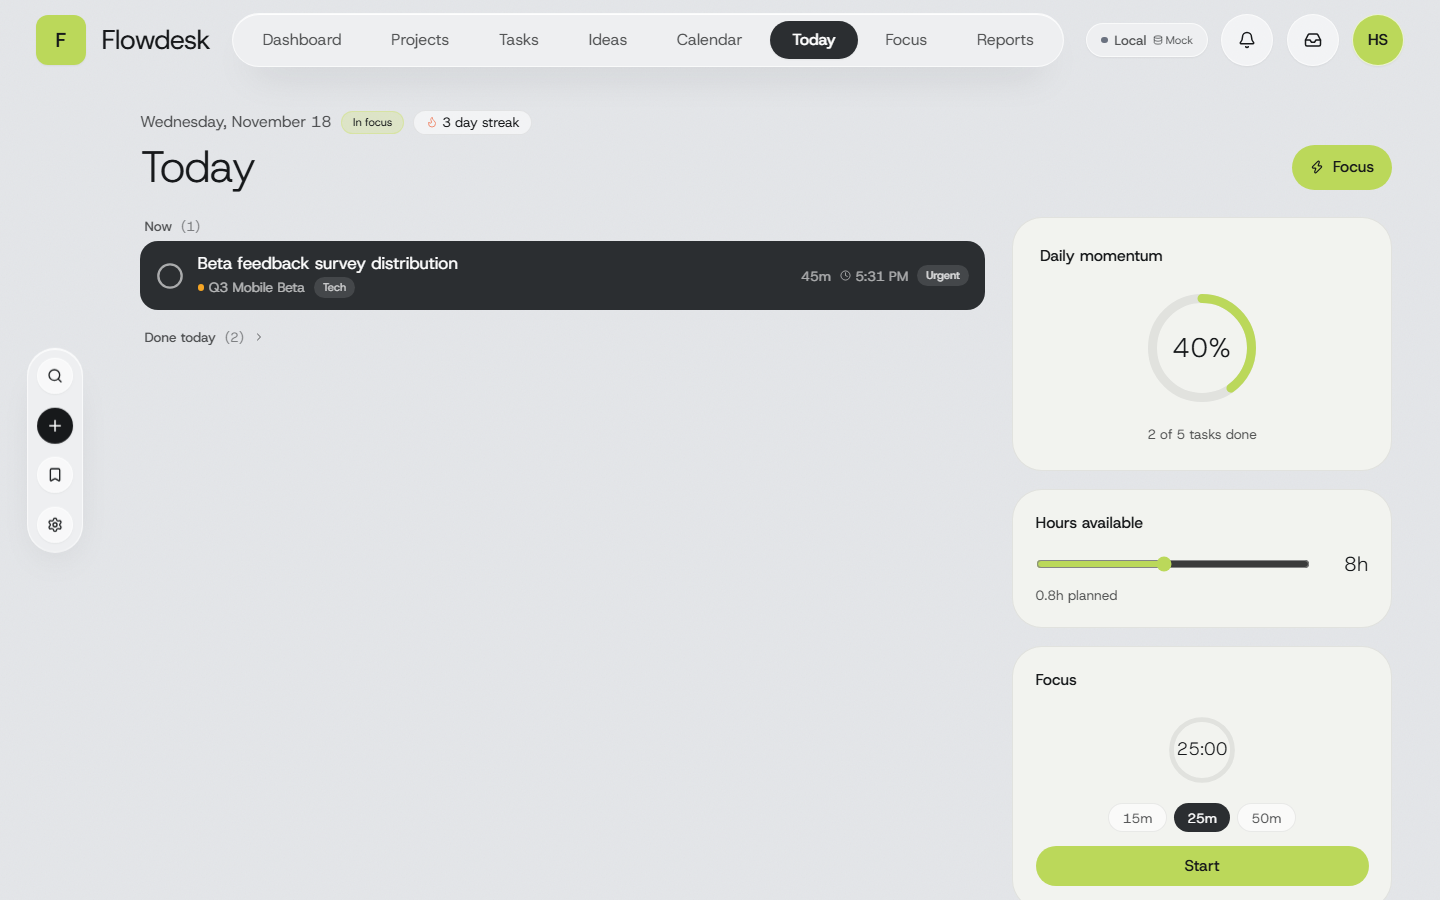 F Flowdesk Dashboard Projects Tasks Ideas Calendar Today Focus Reports Local Mock HS
Wednesday, November 18 In focus 3 day streak
Today
Focus
Now (1)
Beta feedback survey distribution
Q3 Mobile Beta Tech
45m 5:31 PM Urgent
Done today (2)
Daily momentum
40%
2 of 5 tasks done
Hours available
8h
0.8h planned
Focus
25:00
15m 25m 50m
Start